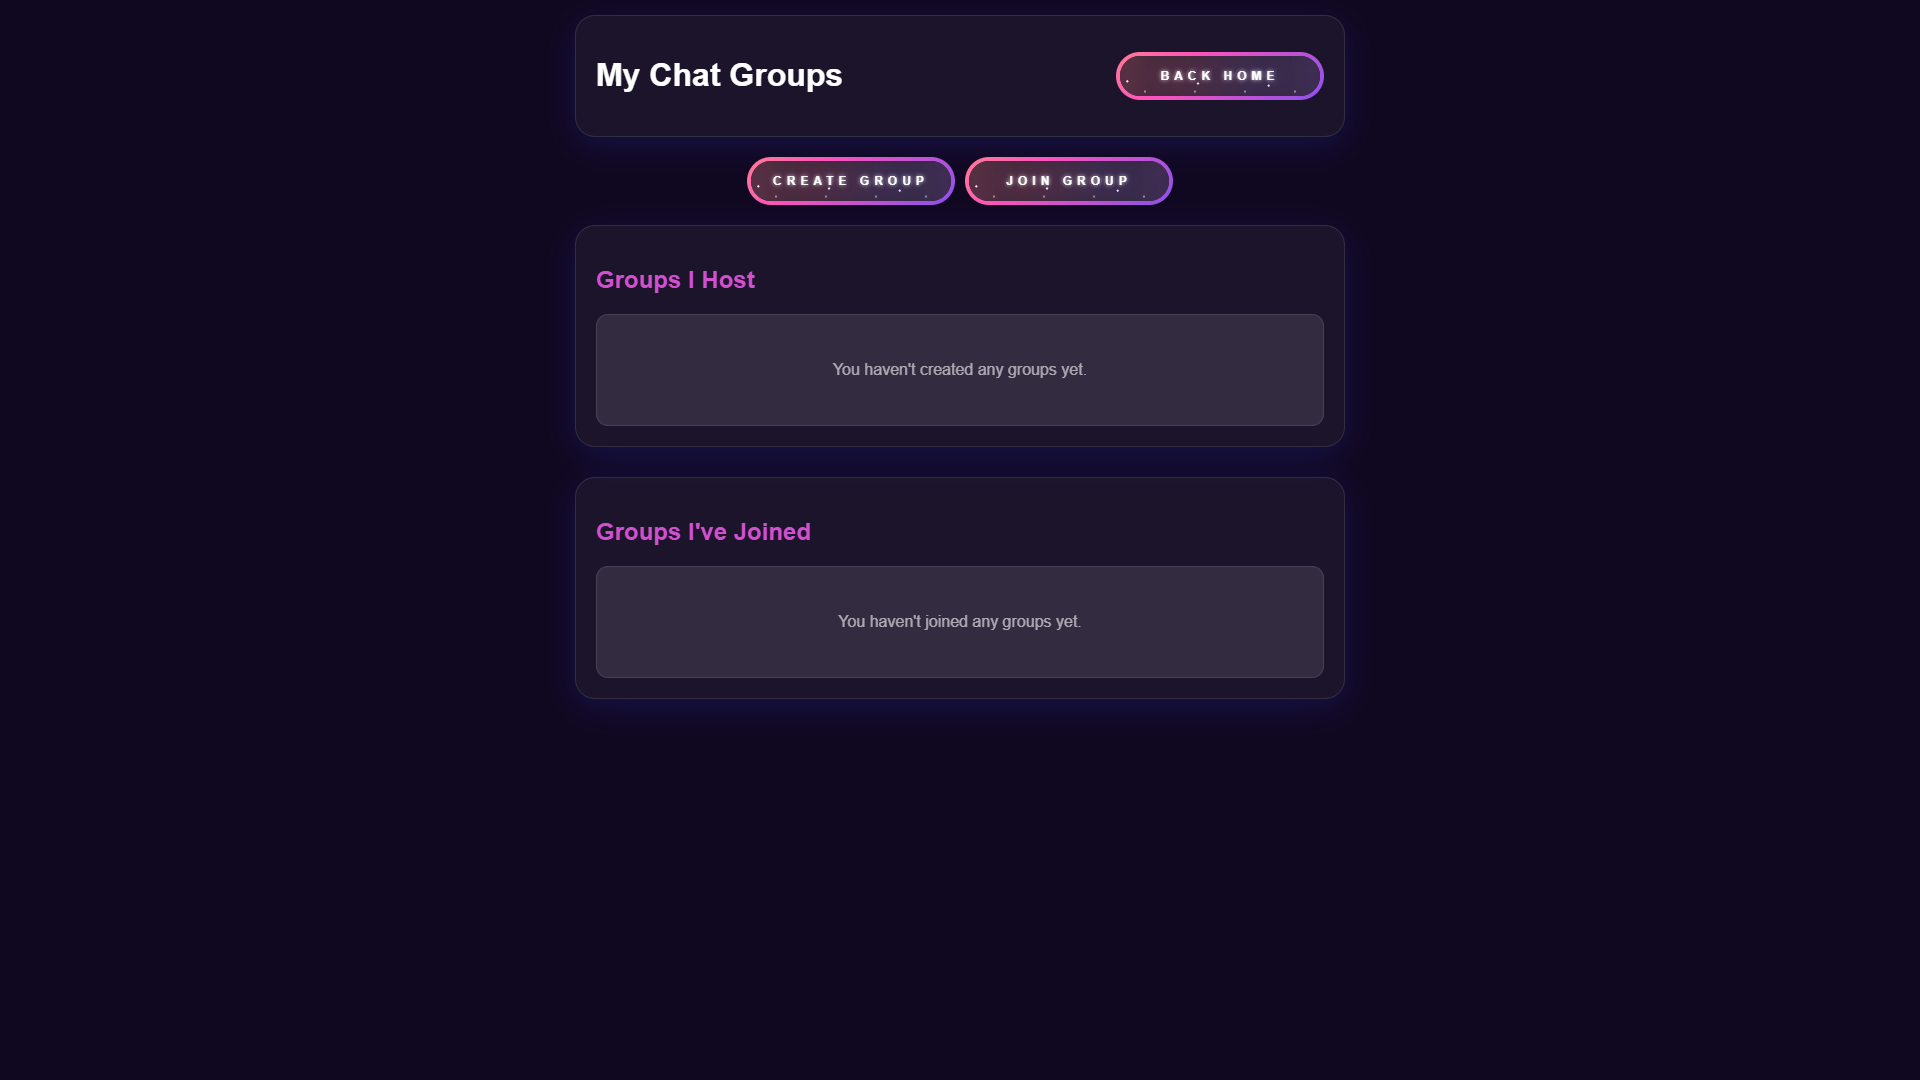 My Chat Groups
BACK HOME
CREATE GROUP
JOIN GROUP
Groups I Host
You haven't created any groups yet.
Groups I've Joined
You haven't joined any groups yet.